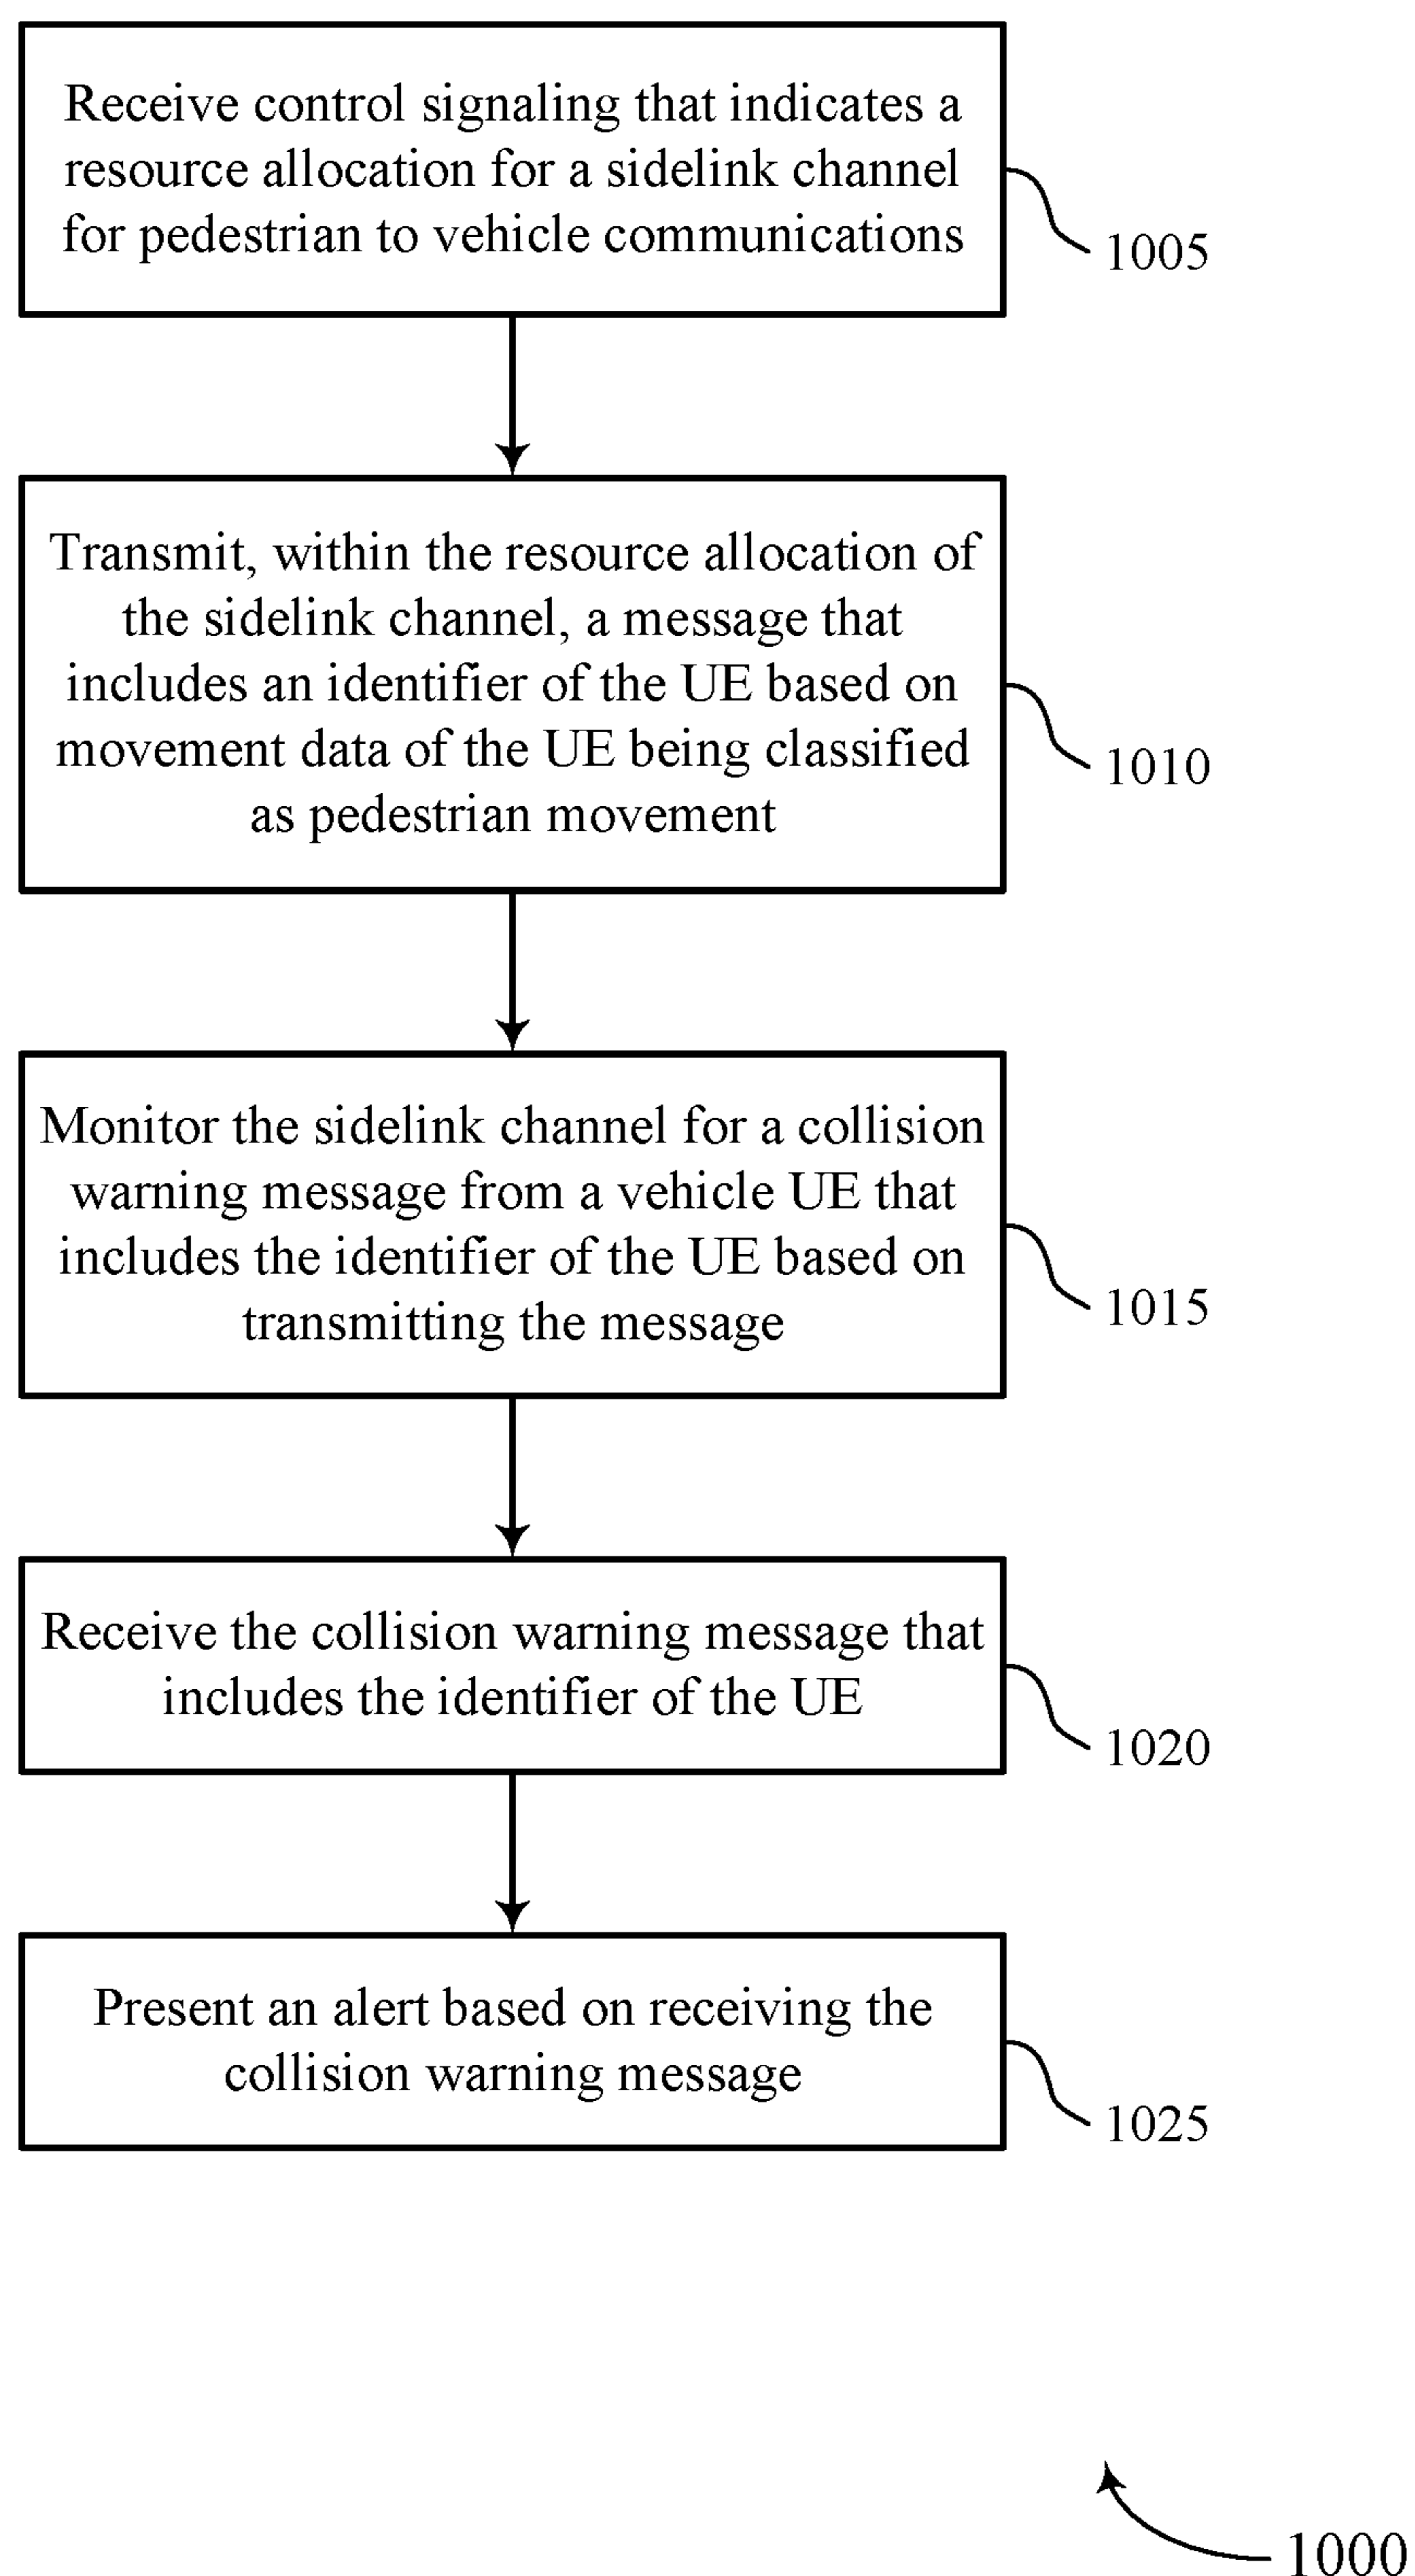 Receive control signaling that indicates a
resource allocation for a sidelink channel
for pedestrian to vehicle communications
1005
Transmit, within the resource allocation of
the sidelink channel, a message that
includes an identifier of the UE based on
movement data of the UE being classified
as pedestrian movement
1010
Monitor the sidelink channel for a collision
warning message from a vehicle UE that
includes the identifier of the UE based on
transmitting the message
1015
Receive the collision warning message that
includes the identifier of the UE
1020
Present an alert based on receiving the
collision warning message
1025
1000